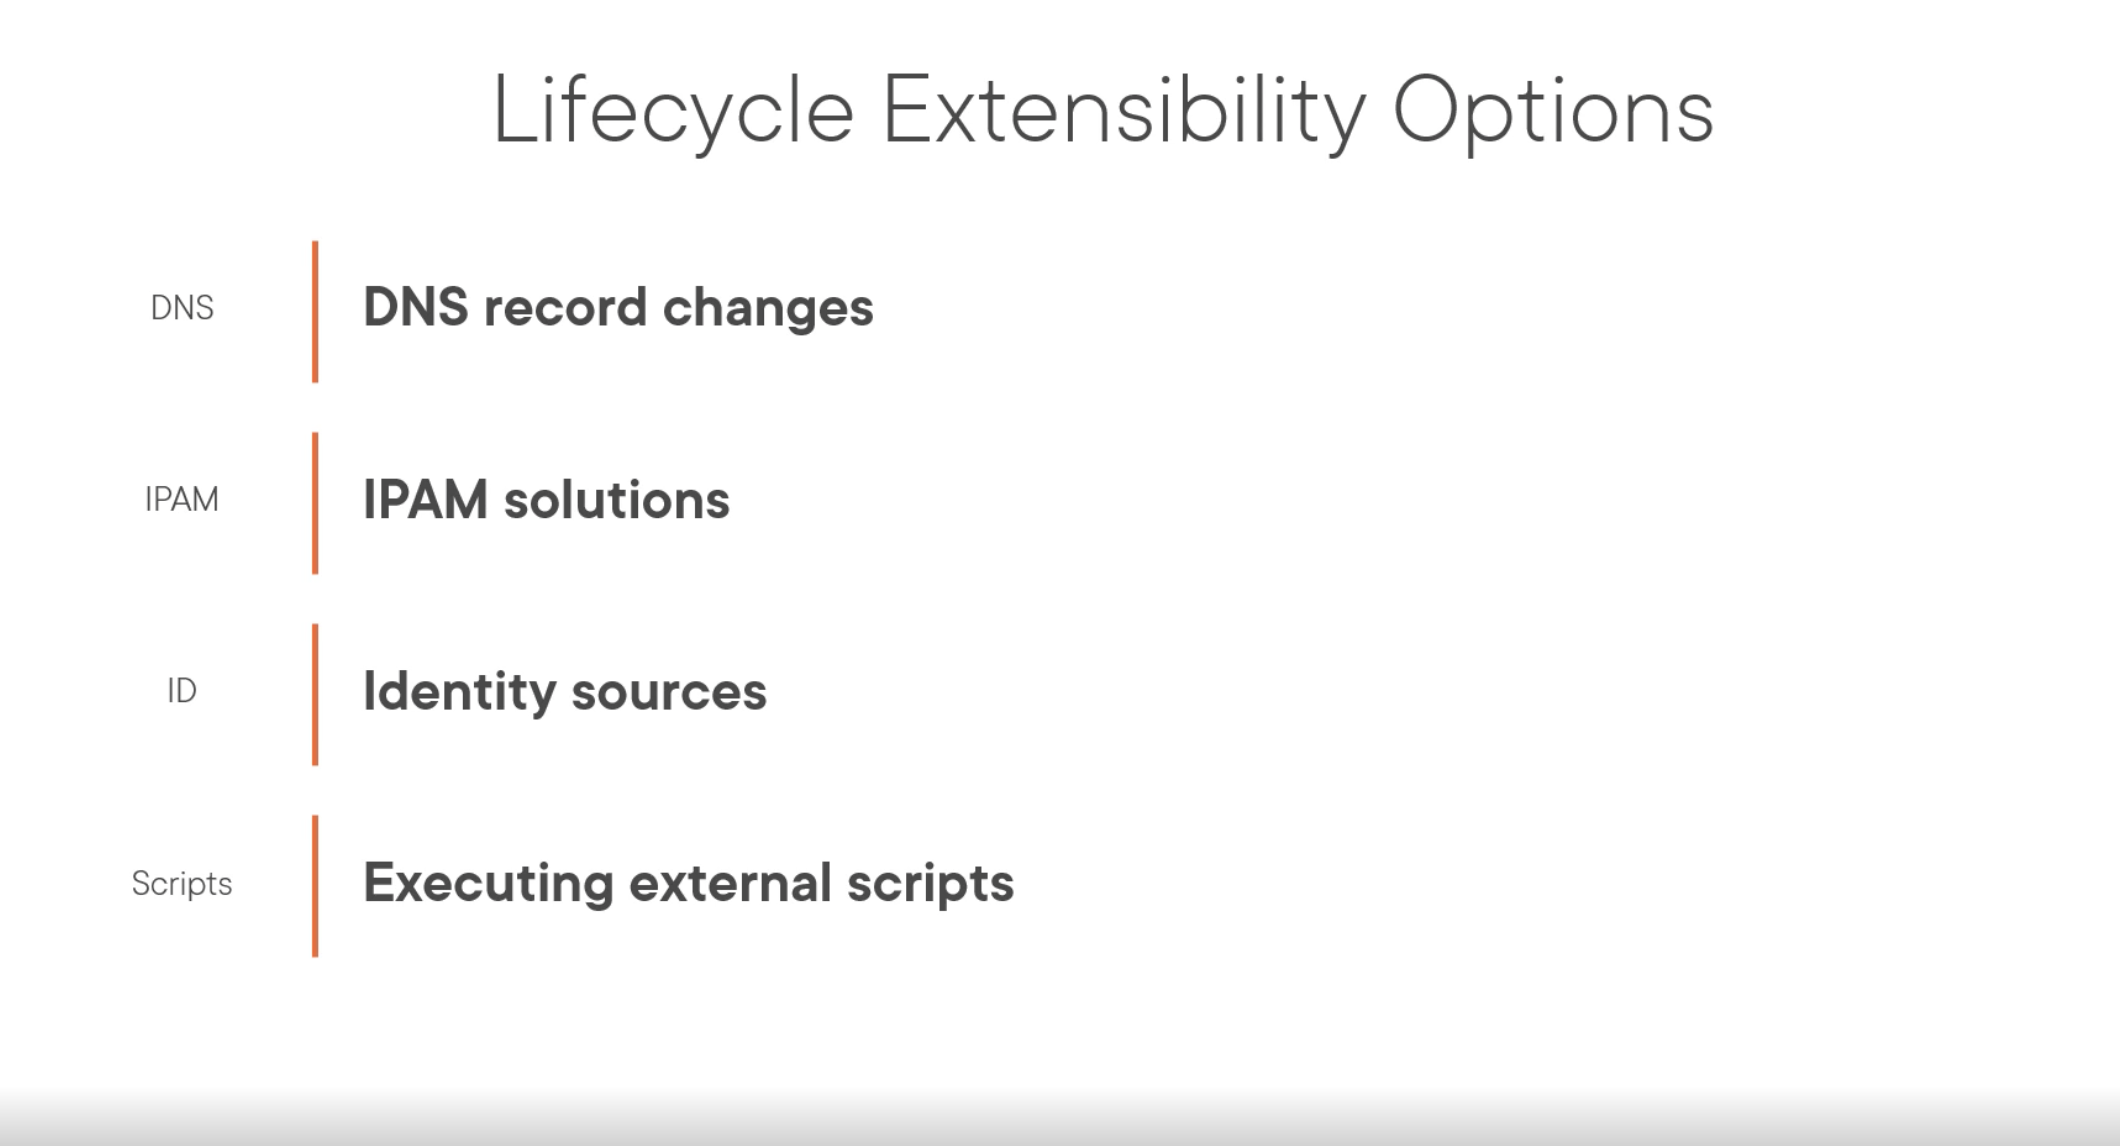 Lifecycle Extensibility Options
DNS
DNS record changes
IPAM
IPAM solutions
ID
Identity sources
Scripts
Executing external scripts